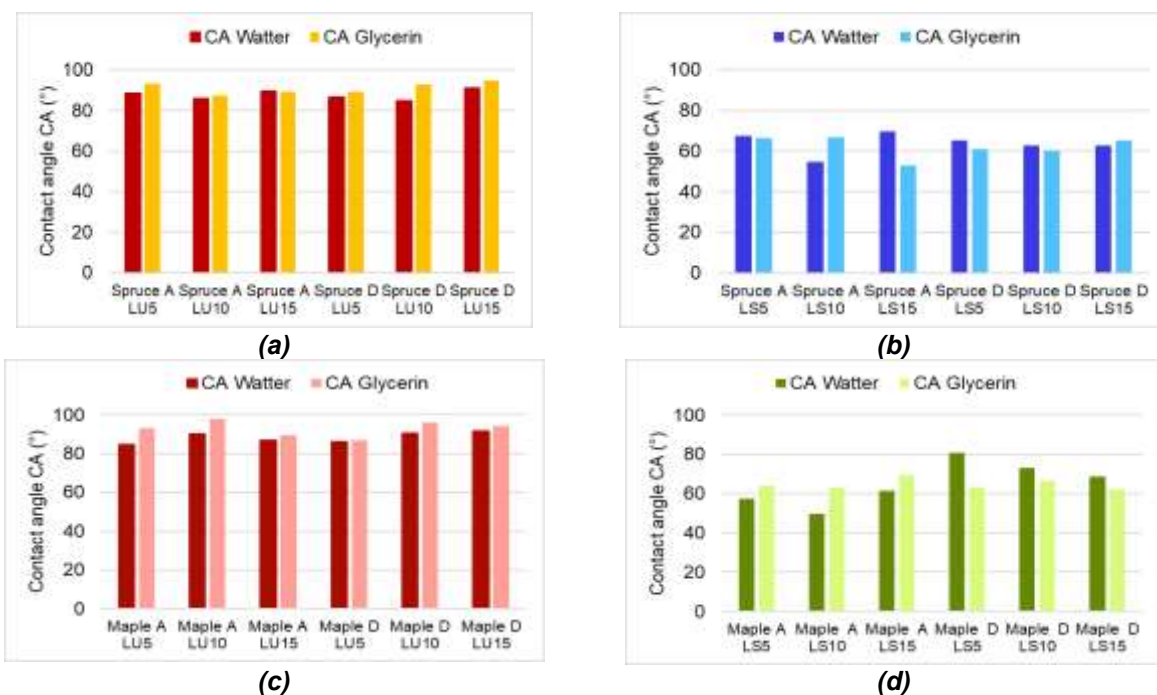 CA Watter CA Glycerin
Contact angle CA (°)
100
80
60
40
20
0
Spruce A Spruce A Spruce A Spruce D Spruce D Spruce D
LU5 LU10 LU15 LU5 LU10 LU15
(a)
CA Watter CA Glycerin
Contact angle CA (°)
100
80
60
40
20
0
Spruce A Spruce A Spruce A Spruce D Spruce D Spruce D
LS5 LS10 LS15 LS5 LS10 LS15
(b)
CA Watter CA Glycerin
Contact angle CA (°)
100
80
60
40
20
0
Maple A Maple A Maple A Maple D Maple D Maple D
LU5 LU10 LU15 LU5 LU10 LU15
(c)
CA Watter CA Glycerin
Contact angle CA (°)
100
80
60
40
20
0
Maple A Maple A Maple A Maple D Maple D Maple D
LS5 LS10 LS15 LS5 LS10 LS15
(d)